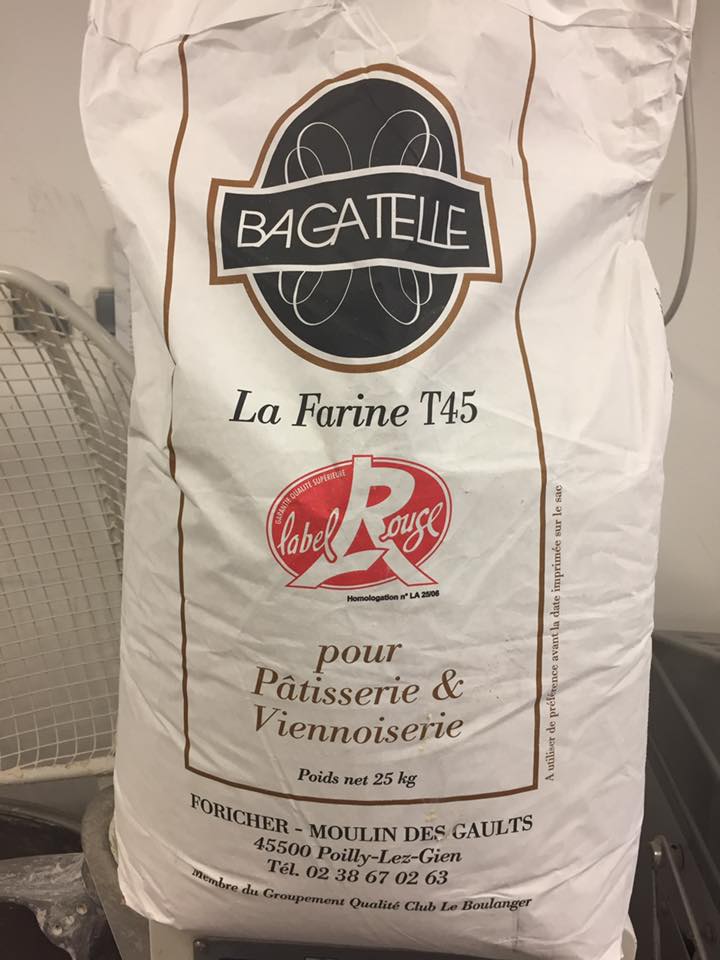 BAGATELLE
La Farine T45
GARANTIE QUALITÉ SUPÉRIEURE
label Rouge
Homologation n° LA 25/06
pour
Pâtisserie &
Viennoiserie
Poids net 25 kg
A utiliser de préférence avant la date imprimée sur le sac
FORICHER - MOULIN DES GAULTS
45500 Poilly-Lez-Gien
Tél. 02 38 67 02 63
Membre du Groupement Qualité Club Le Boulanger